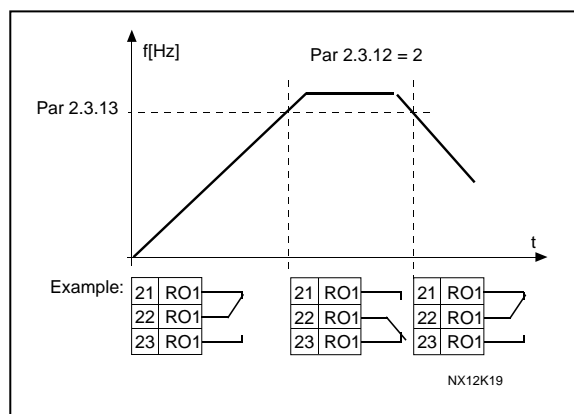 f[Hz]
Par 2.3.12 = 2
Par 2.3.13
t
Example:
21 RO1 21 RO1 21 RO1
22 RO1 22 RO1 22 RO1
23 RO1 23 RO1 23 RO1
NX12K19